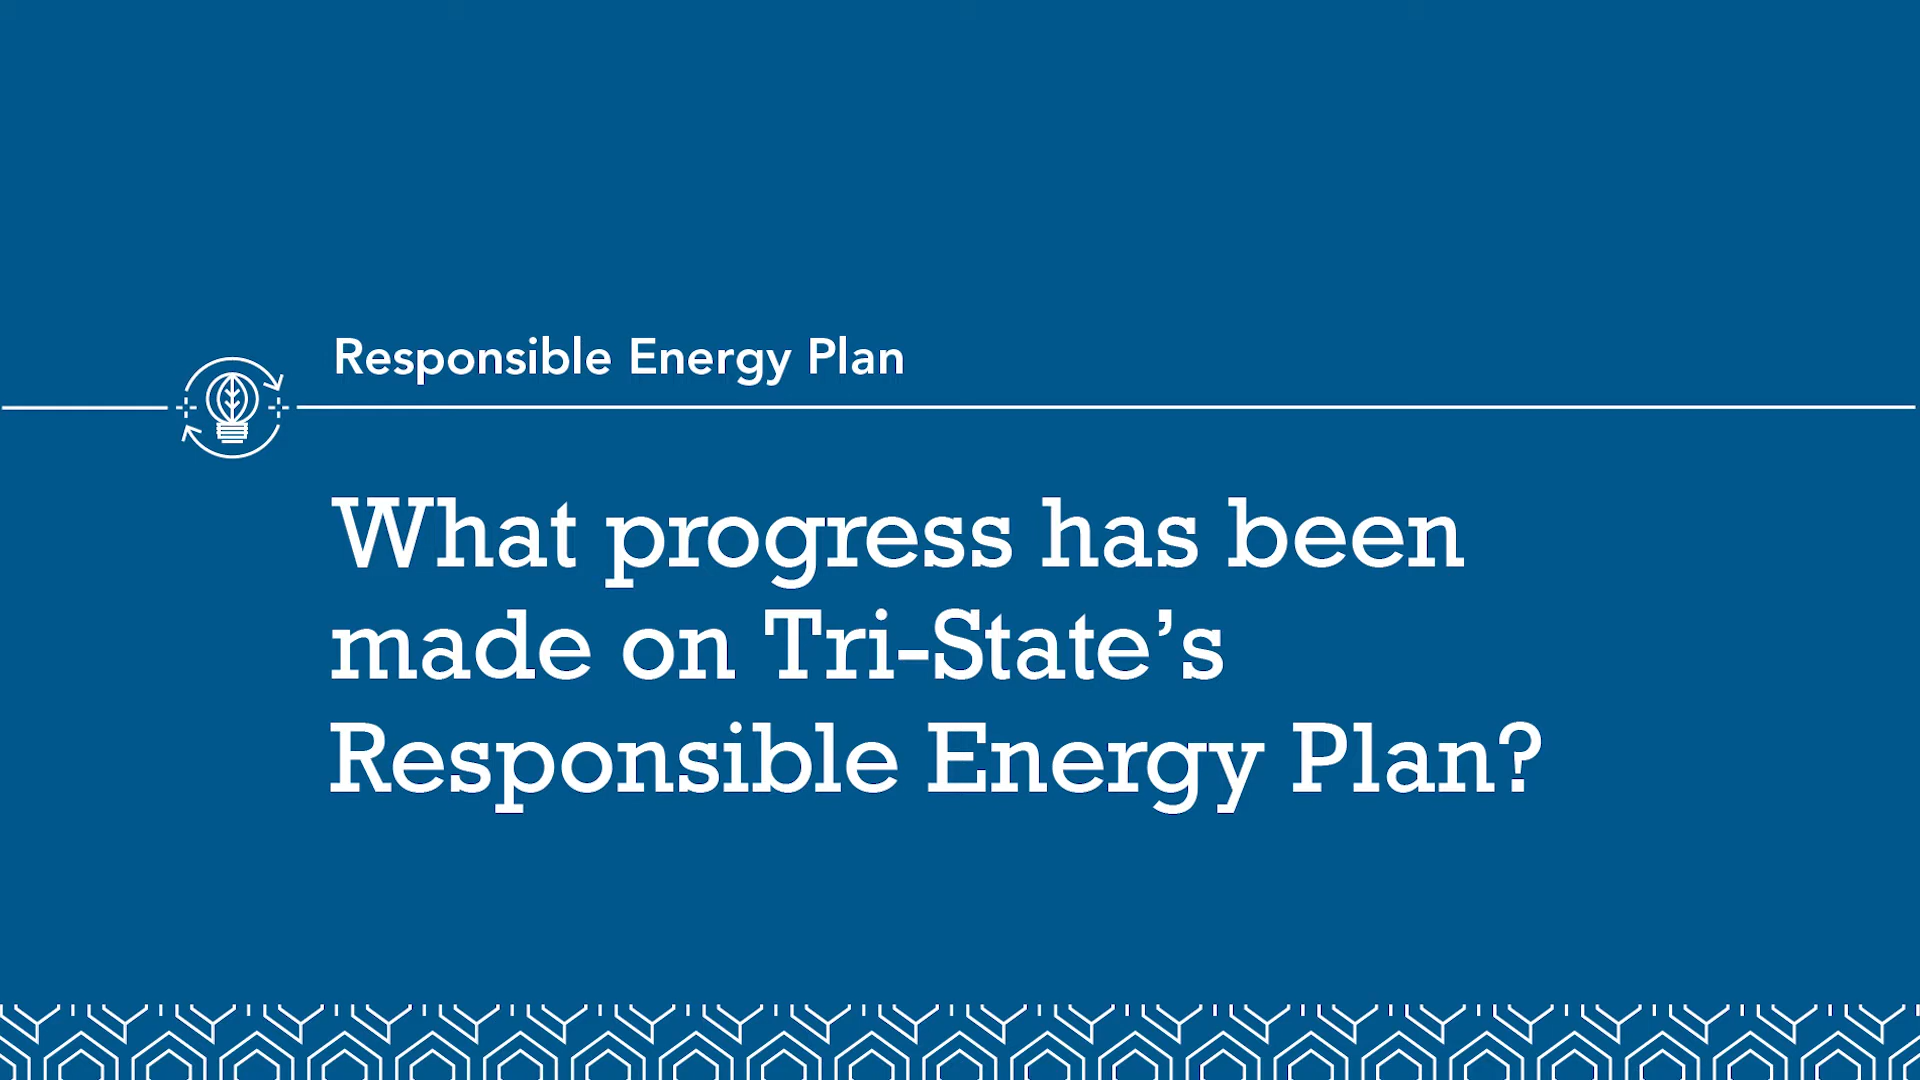 Responsible Energy Plan
What progress has been
made on Tri-State’s
Responsible Energy Plan?